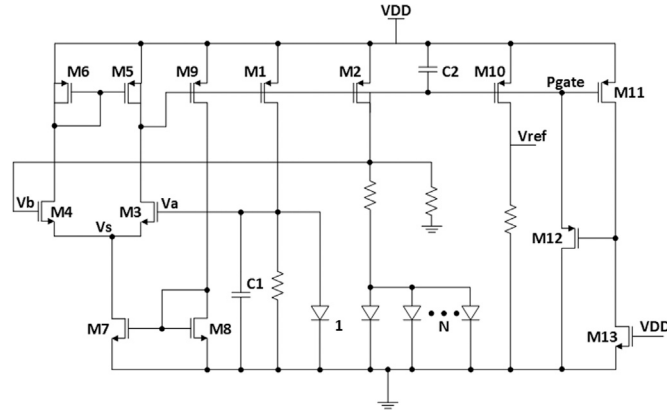 VDD
M6
M5
M9
M1
M2
C2
M10
Pgate
M11
Vref
Vb
M4
M3
Va
Vs
M12
C1
M7
M8
1
N
M13
VDD